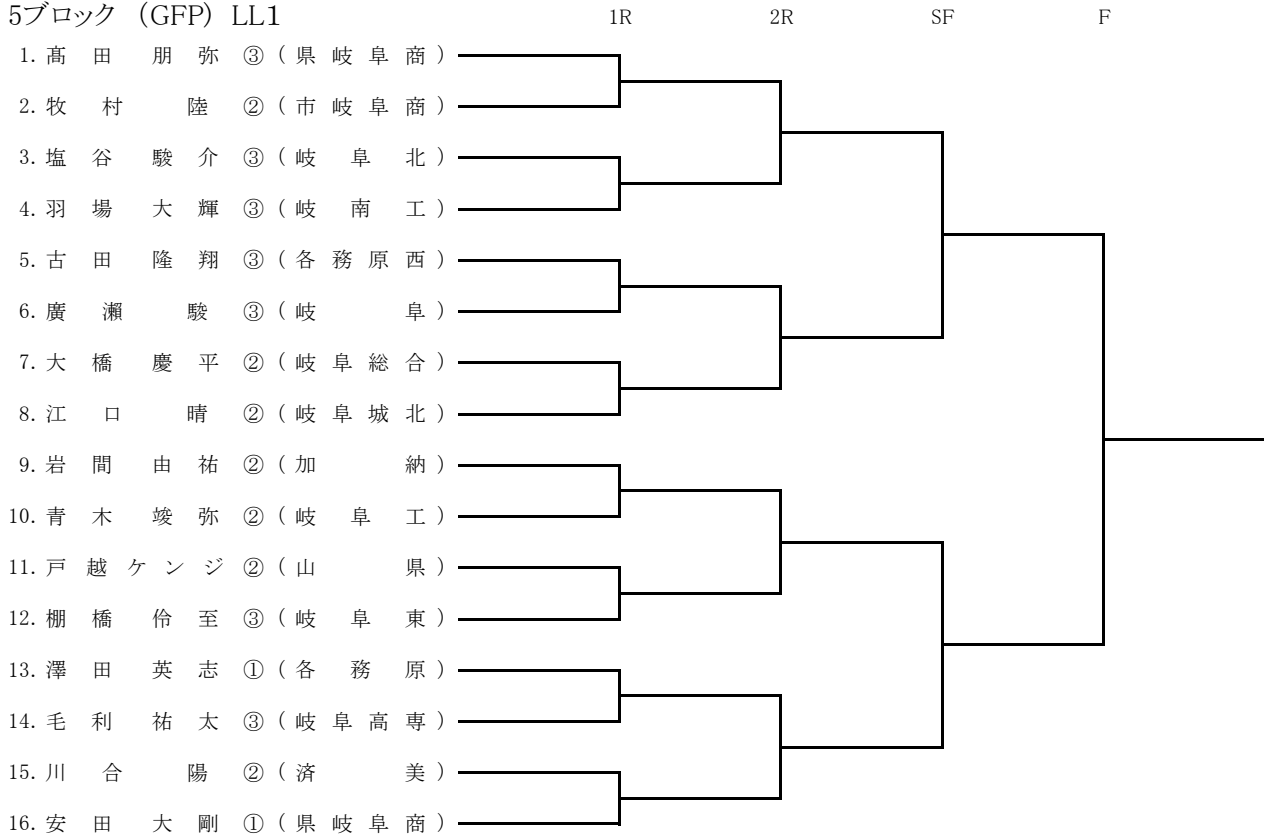 5ブロック (GFP) LL1 1R 2R SF F
1. 髙田 朋弥 ③ (県岐阜商)
2. 牧村 陸 ② (市岐阜商)
3. 塩谷 駿介 ③ (岐阜北)
4. 羽場 大輝 ③ (岐南工)
5. 古田 隆翔 ③ (各務原西)
6. 廣瀨 駿 ③ (岐阜)
7. 大橋 慶平 ② (岐阜総合)
8. 江口 晴 ② (岐阜城北)
9. 岩間 由祐 ② (加納)
10. 青木 竣弥 ② (岐阜工)
11. 戸越ケンジ ② (山県)
12. 棚橋 伶至 ③ (岐阜東)
13. 澤田 英志 ① (各務原)
14. 毛利 祐太 ③ (岐阜高専)
15. 川合 陽 ② (済美)
16. 安田 大剛 ① (県岐阜商)